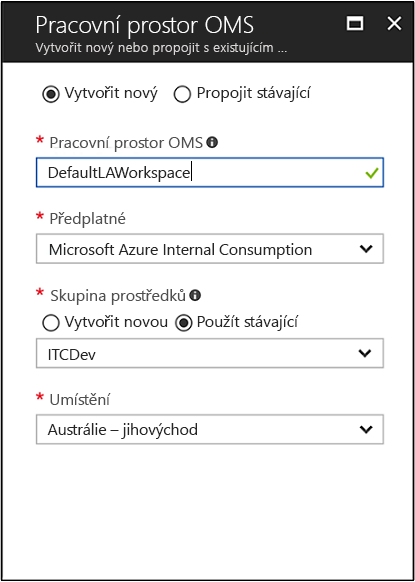 Pracovní prostor OMS
Vytvořit nový nebo propojit s existujícím ...
Vytvořit nový Propojit stávající
* Pracovní prostor OMS
DefaultLAWorkspace
* Předplatné
Microsoft Azure Internal Consumption
* Skupina prostředků
Vytvořit novou Použít stávající
ITCDev
* Umístění
Austrálie – jihovýchod